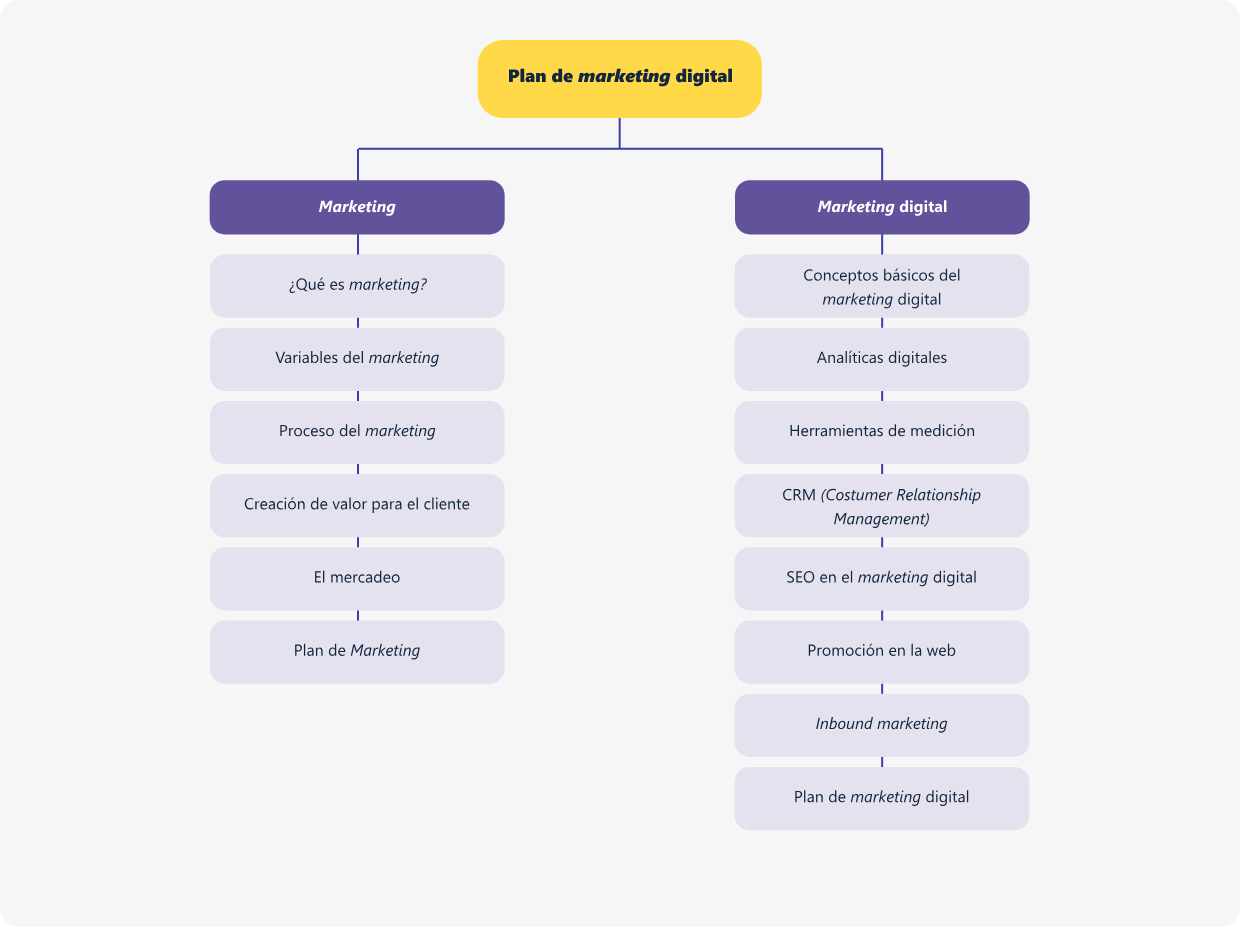 Plan de marketing digital
Marketing
¿Qué es marketing?
Variables del marketing
Proceso del marketing
Creación de valor para el cliente
El mercadeo
Plan de Marketing
Marketing digital
Conceptos básicos del
marketing digital
Analíticas digitales
Herramientas de medición
CRM (Costumer Relationship
Management)
SEO en el marketing digital
Promoción en la web
Inbound marketing
Plan de marketing digital